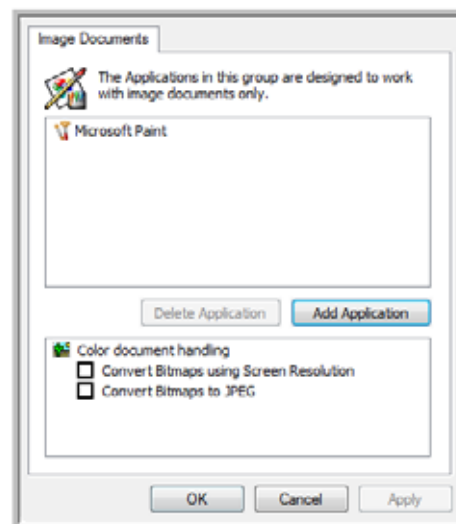 Image Documents
The Applications in this group are designed to work
with image documents only.
Microsoft Paint
Delete Application
Add Application
Color document handling
Convert Bitmaps using Screen Resolution
Convert Bitmaps to JPEG
OK
Cancel
Apply